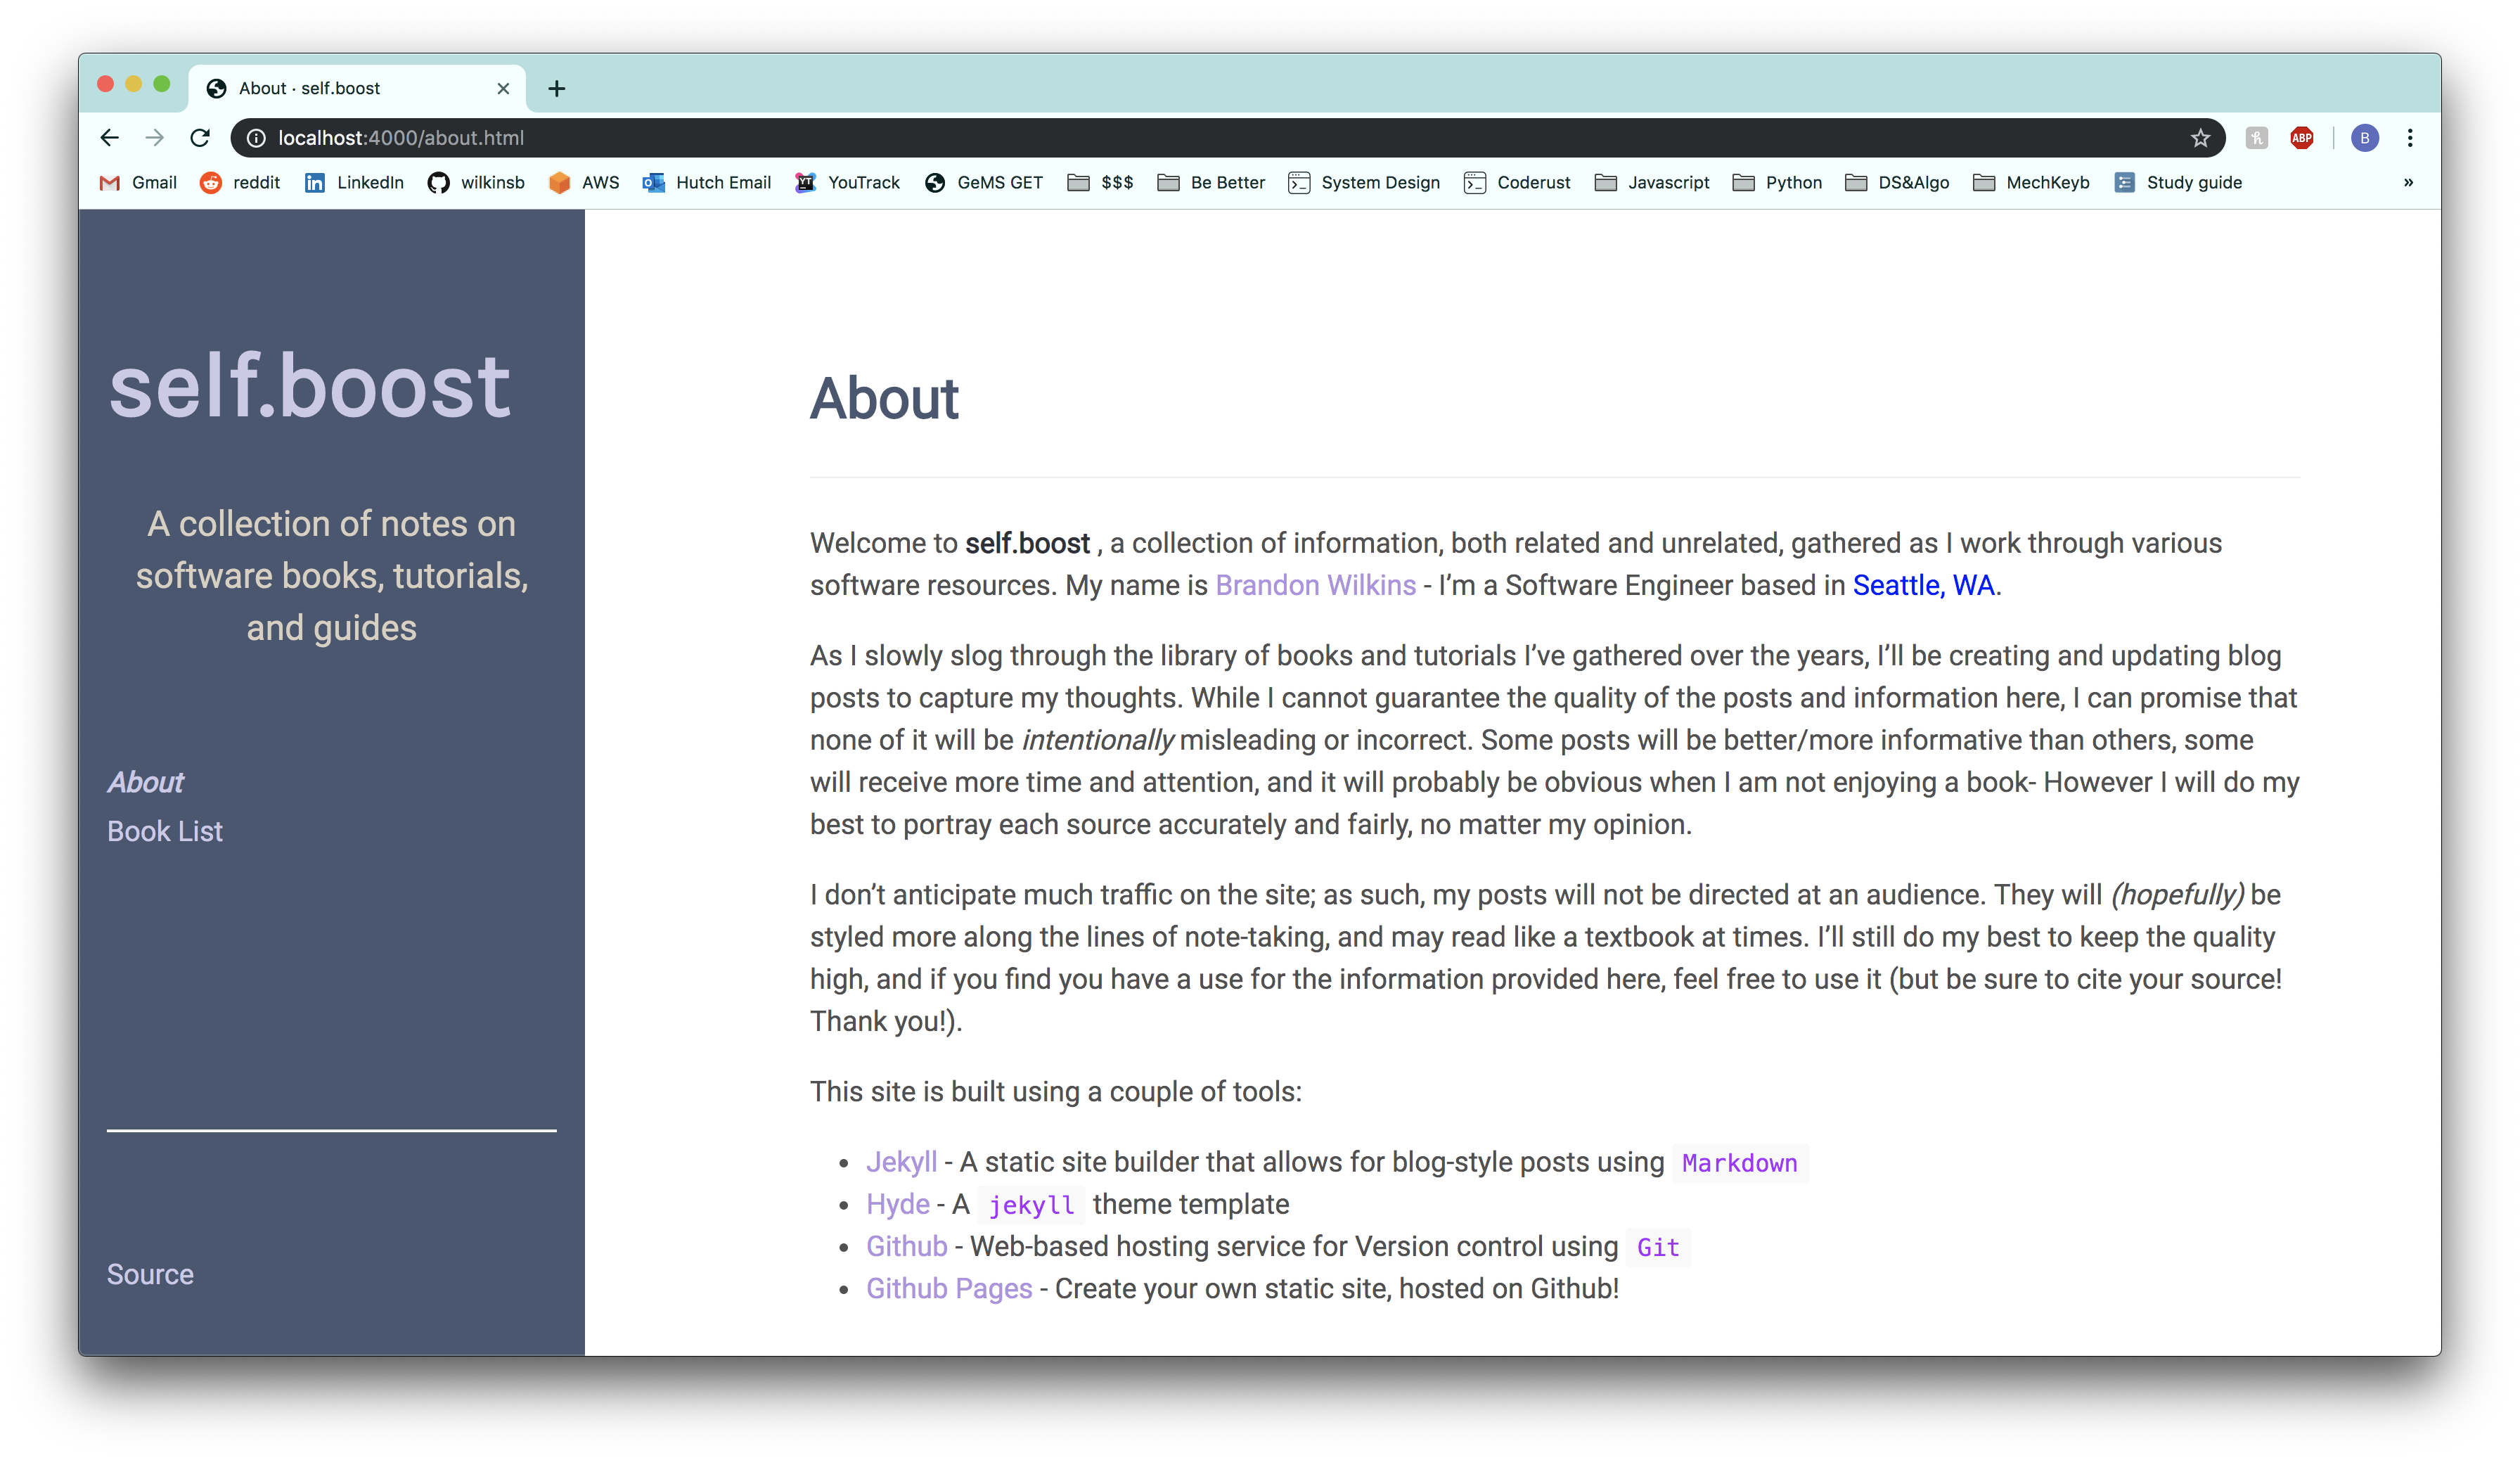 About · self.boost
localhost:4000/about.html
ABP
B
Gmail reddit LinkedIn wilkinsb AWS Hutch Email YouTrack GeMS GET $$$ Be Better System Design Coderust Javascript Python DS&Algo MechKeyb Study guide »
self.boost
A collection of notes on
software books, tutorials,
and guides
About
Book List
Source
About
Welcome to self.boost , a collection of information, both related and unrelated, gathered as I work through various
software resources. My name is Brandon Wilkins - I’m a Software Engineer based in Seattle, WA.
As I slowly slog through the library of books and tutorials I’ve gathered over the years, I’ll be creating and updating blog
posts to capture my thoughts. While I cannot guarantee the quality of the posts and information here, I can promise that
none of it will be intentionally misleading or incorrect. Some posts will be better/more informative than others, some
will receive more time and attention, and it will probably be obvious when I am not enjoying a book- However I will do my
best to portray each source accurately and fairly, no matter my opinion.
I don’t anticipate much traffic on the site; as such, my posts will not be directed at an audience. They will (hopefully) be
styled more along the lines of note-taking, and may read like a textbook at times. I’ll still do my best to keep the quality
high, and if you find you have a use for the information provided here, feel free to use it (but be sure to cite your source!
Thank you!).
This site is built using a couple of tools:
• Jekyll - A static site builder that allows for blog-style posts using Markdown
• Hyde - A jekyll theme template
• Github - Web-based hosting service for Version control using Git
• Github Pages - Create your own static site, hosted on Github!